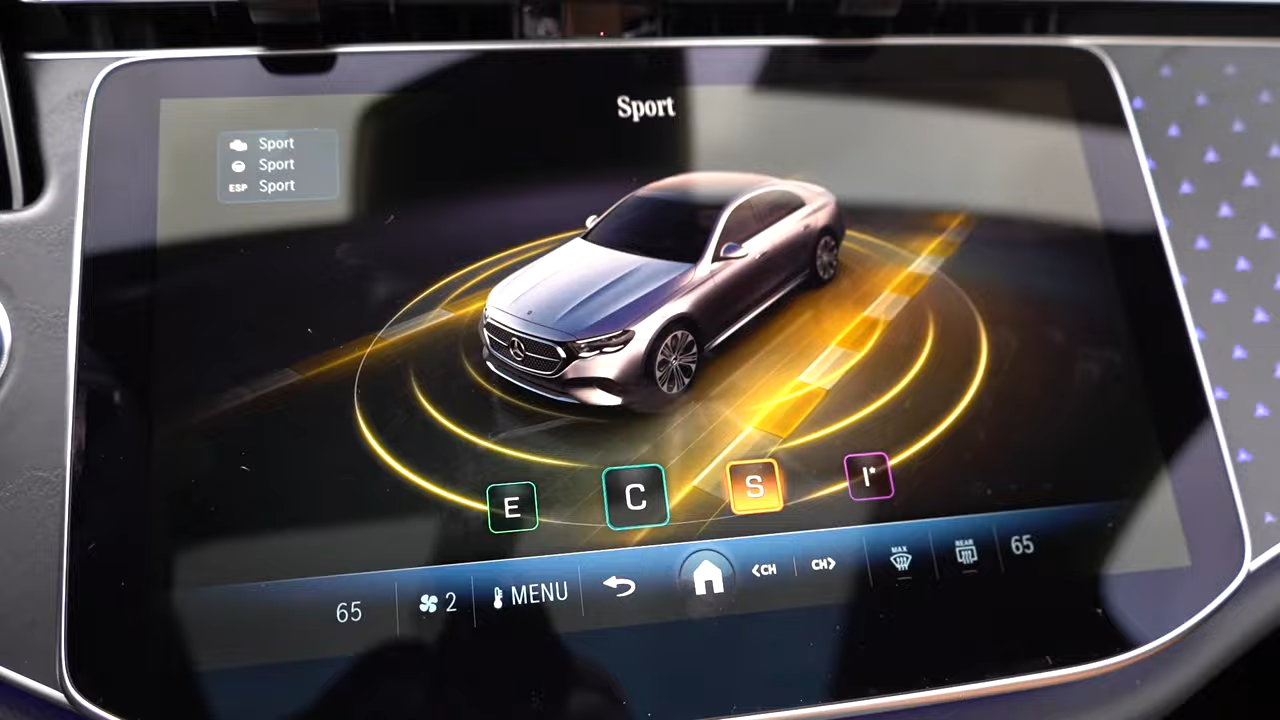 Sport
Sport
Sport
ESP Sport
E C S I*
65 2 MENU <CH CH> MAX REAR 65